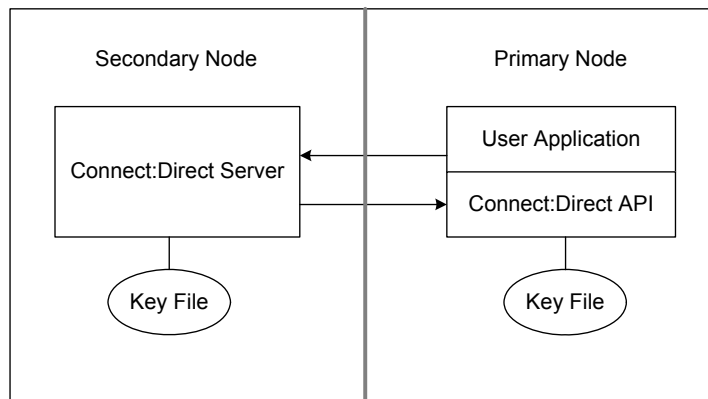 Secondary Node
Primary Node
Connect:Direct Server
User Application
Connect:Direct API
Key File
Key File